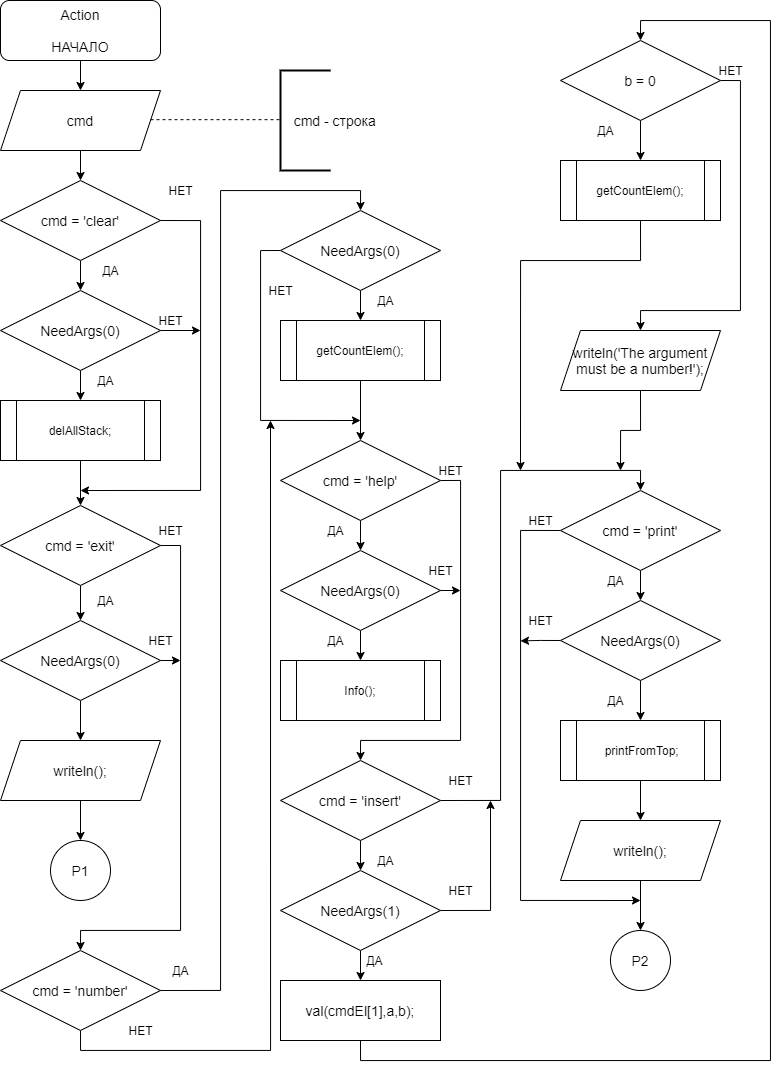 Action
НАЧАЛО
cmd
cmd - строка
cmd = 'clear'
НЕТ
ДА
NeedArgs(0)
НЕТ
ДА
delAllStack;
cmd = 'exit'
НЕТ
ДА
NeedArgs(0)
НЕТ
writeln();
P1
cmd = 'number'
ДА
НЕТ
NeedArgs(0)
НЕТ
ДА
getCountElem();
cmd = 'help'
НЕТ
ДА
NeedArgs(0)
НЕТ
ДА
Info();
cmd = 'insert'
НЕТ
ДА
NeedArgs(1)
НЕТ
ДА
val(cmdEl[1],a,b);
b = 0
НЕТ
ДА
getCountElem();
writeln('The argument
must be a number!');
cmd = 'print'
НЕТ
ДА
NeedArgs(0)
НЕТ
ДА
printFromTop;
writeln();
P2